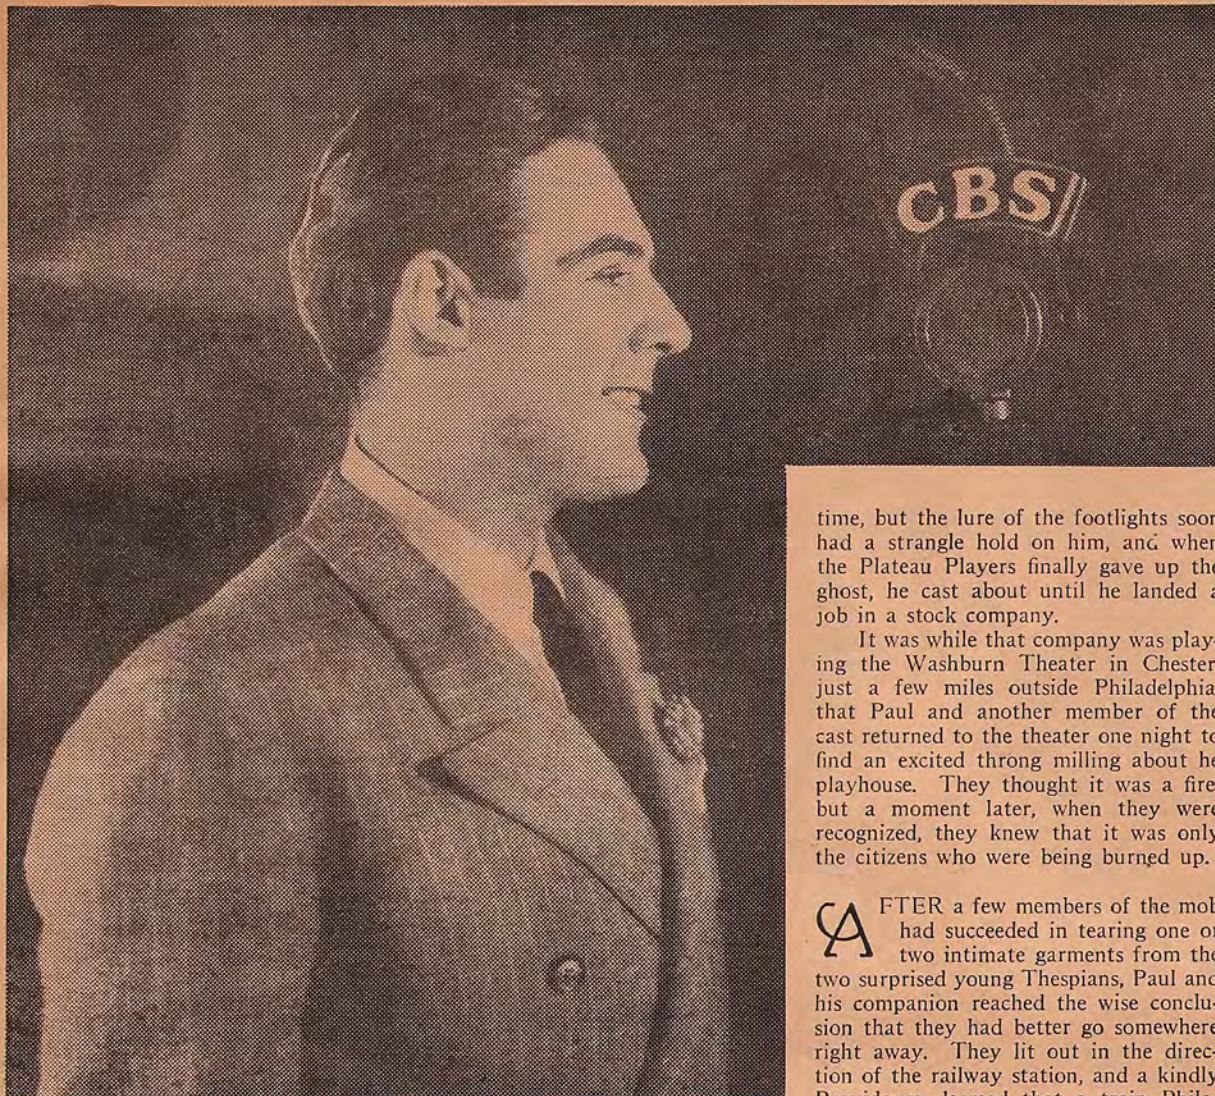 CBS
time, but the lure of the footlights soon
had a strangle hold on him, and when
the Plateau Players finally gave up the
ghost, he cast about until he landed a
job in a stock company.
It was while that company was play-
ing the Washburn Theater in Chester
just a few miles outside Philadelphia
that Paul and another member of the
cast returned to the theater one night to
find an excited throng milling about he
playhouse. They thought it was a fire
but a moment later, when they were
recognized, they knew that it was only
the citizens who were being burned up.
AFTER a few members of the mob
had succeeded in tearing one or
two intimate garments from the
two surprised young Thespians, Paul and
his companion reached the wise conclu-
sion that they had better go somewhere
right away. They lit out in the direc-
tion of the railway station, and a kindly